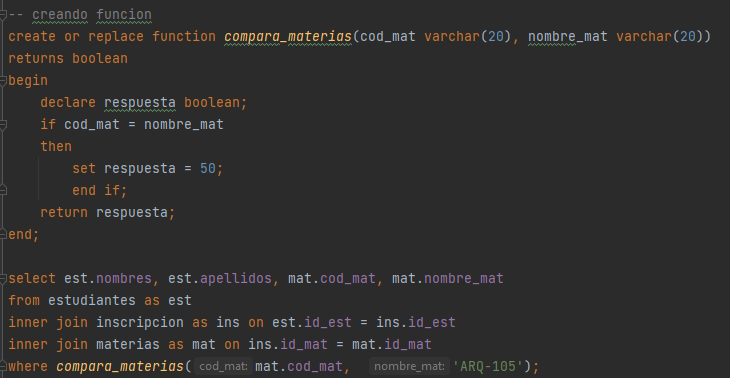 -- creando funcion
create or replace function compara_materias(cod_mat varchar(20), nombre_mat varchar(20))
returns boolean
begin
    declare respuesta boolean;
    if cod_mat = nombre_mat
    then
        set respuesta = 50;
        end if;
    return respuesta;
end;

select est.nombres, est.apellidos, mat.cod_mat, mat.nombre_mat
from estudiantes as est
inner join inscripcion as ins on est.id_est = ins.id_est
inner join materias as mat on ins.id_mat = mat.id_mat
where compara_materias( cod_mat: mat.cod_mat, nombre_mat: 'ARQ-105');